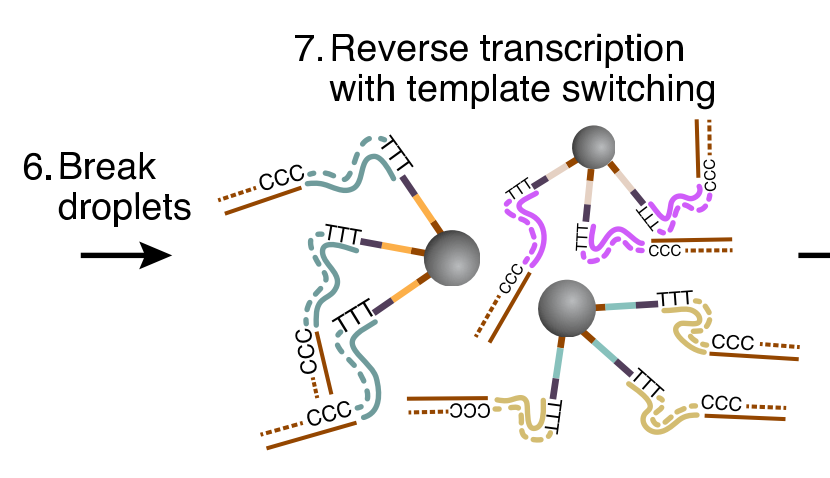 7. Reverse transcription
with template switching
6. Break
droplets
TTT
CCC
TTT
CCC
TTT
CCC
TTT
CCC
TTT
CCC
TTT
CCC
TTT
CCC
TTT
CCC
TTT
CCC